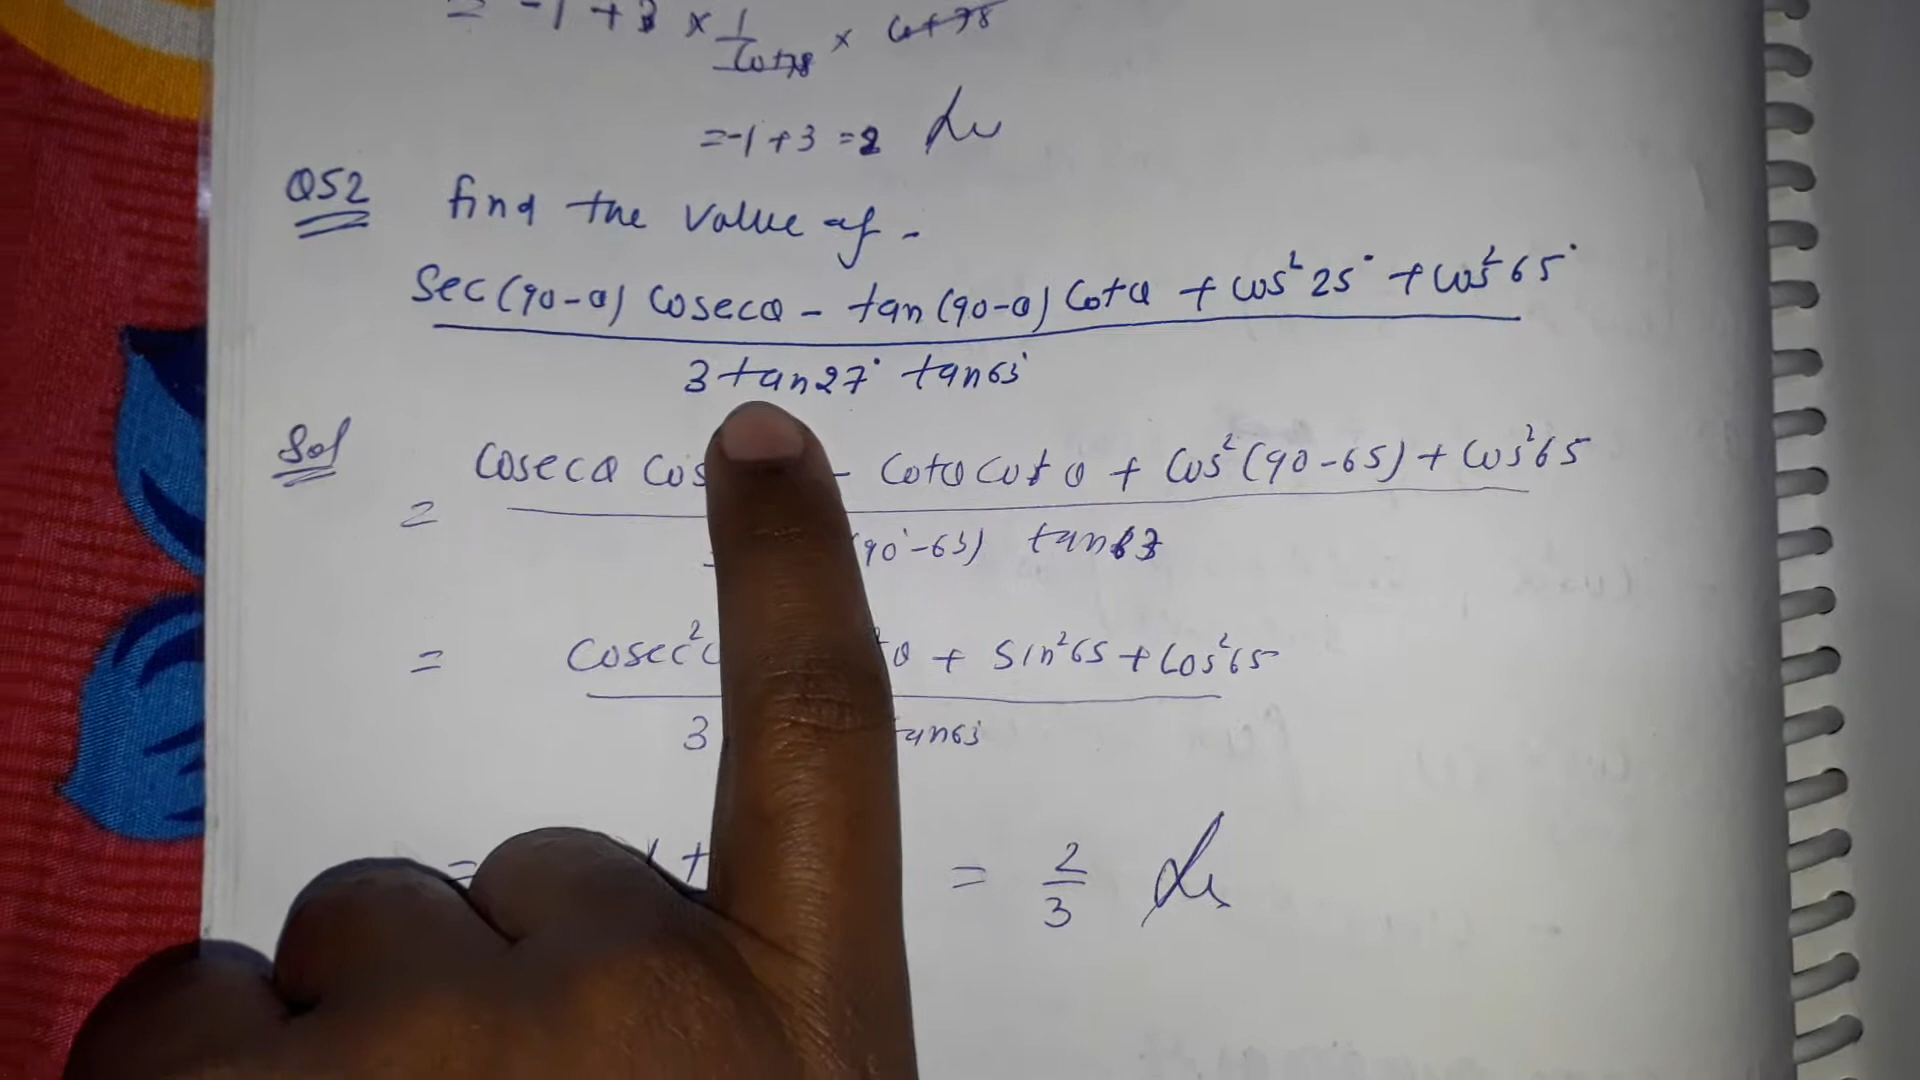 = -1 + 3 × 1/cot78 × cot78
= -1 + 3 = 2
Q52 find the value of -
Sec(90-θ) Cosecθ - tan(90-θ) Cotθ + Cos²25° + Cos²65°
3 tan27° tan63°
Sol
= Cosecθ Cos - Cotθ Cotθ + Cos²(90-65) + Cos²65
(90°-63) tan63
= Cosec² θ + Sin²65 + Cos²65
3 tan63°
= 1 + = 2/3